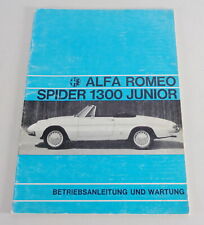 ALFA ROMEO
SPIDER 1300 JUNIOR
BETRIEBSANLEITUNG UND WARTUNG